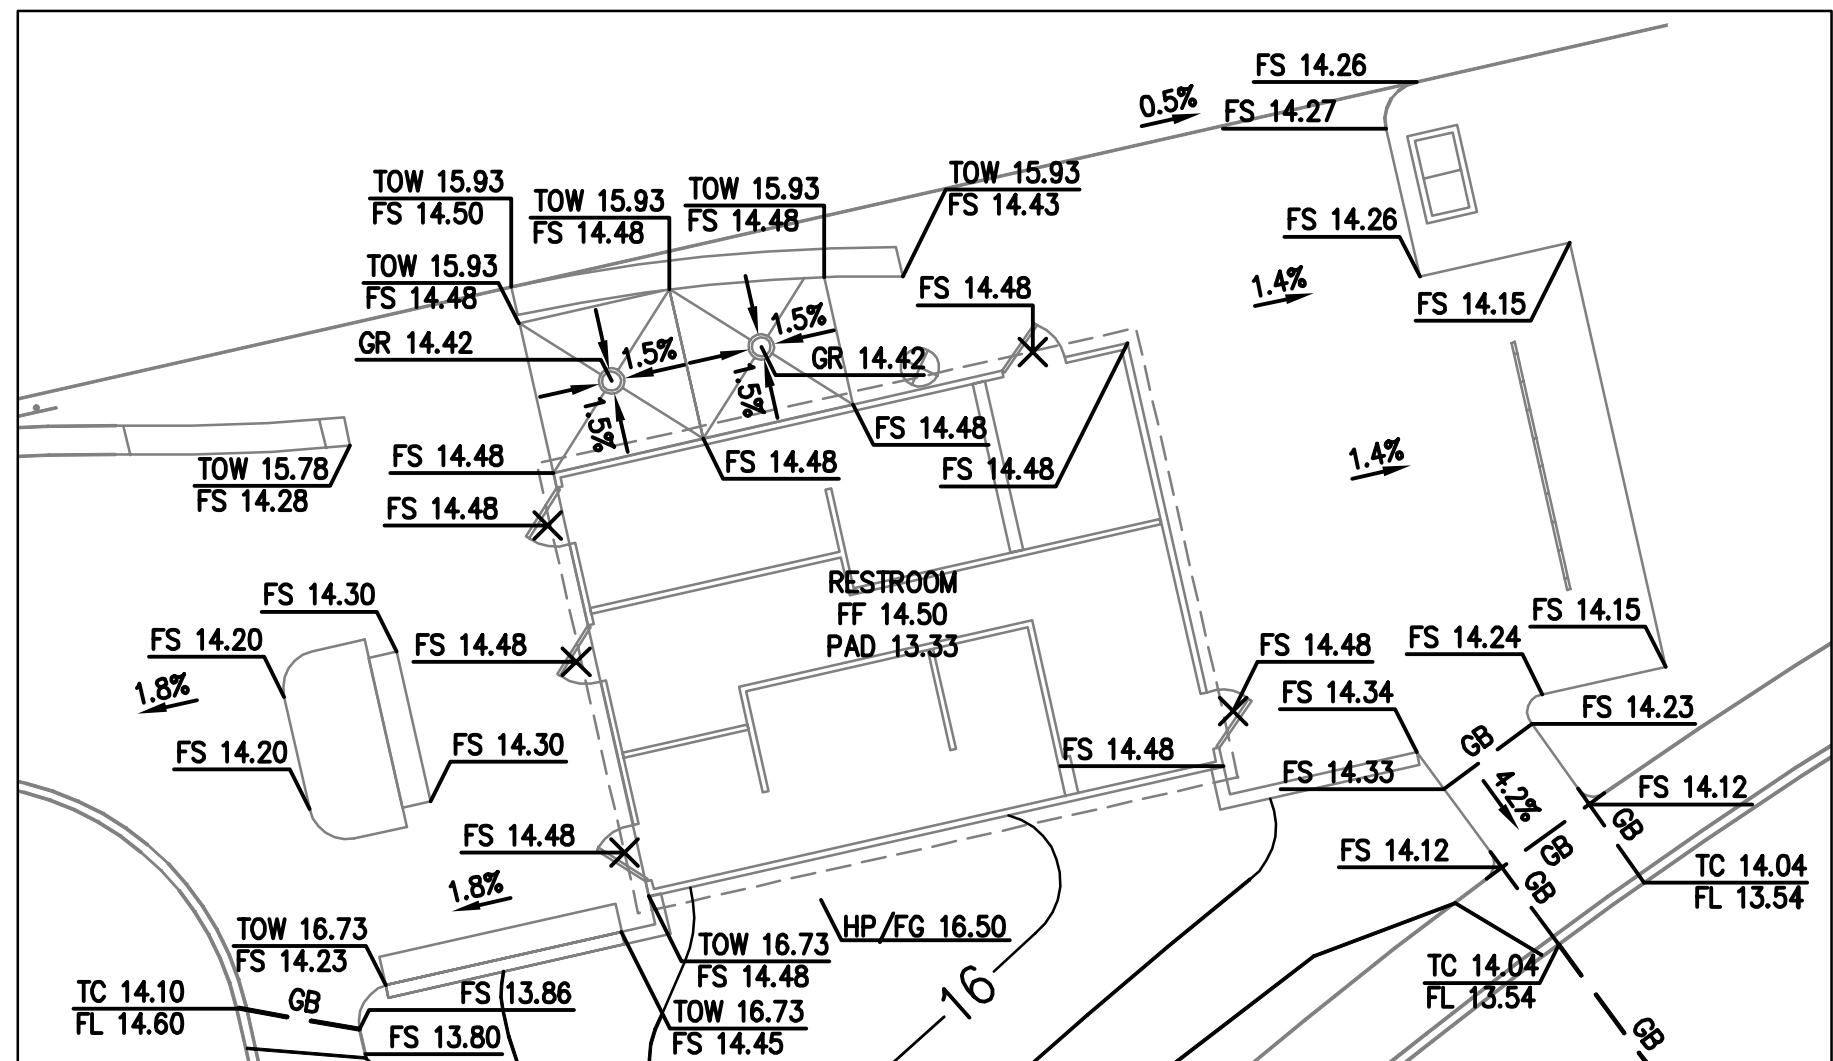 FS 14.26
0.5%
FS 14.27
TOW 15.93
FS 14.50
TOW 15.93
FS 14.48
TOW 15.93
FS 14.48
TOW 15.93
FS 14.43
FS 14.26
TOW 15.93
FS 14.48
FS 14.48
1.4%
FS 14.15
GR 14.42
1.5%
1.5%
GR 14.42
1.5%
1.5%
FS 14.48
FS 14.48
FS 14.48
FS 14.48
1.4%
TOW 15.78
FS 14.28
FS 14.48
RESTROOM
FF 14.50
PAD 13.33
FS 14.30
FS 14.20
FS 14.48
1.8%
FS 14.20
FS 14.30
FS 14.48
FS 14.24
FS 14.15
FS 14.34
FS 14.23
FS 14.48
GB
FS 14.33
4.2%
FS 14.12
GB
FS 14.48
FS 14.12
GB
GB
TC 14.04
FL 13.54
1.8%
HP/FG 16.50
TOW 16.73
FS 14.23
TOW 16.73
FS 14.48
TC 14.04
FL 13.54
TC 14.10
FL 14.60
GB
FS 13.86
16
TOW 16.73
FS 14.45
FS 13.80
GB